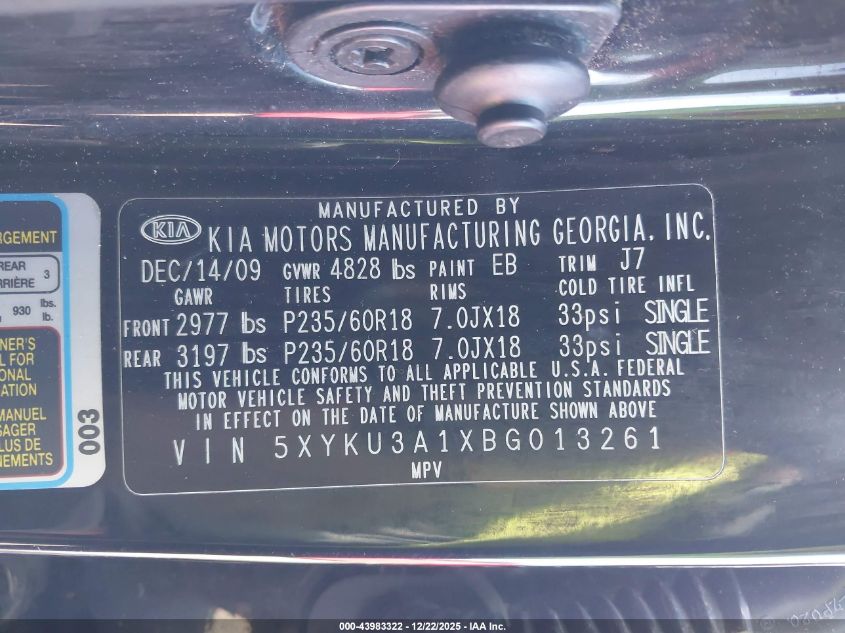 MANUFACTURED BY
KIA KIA MOTORS MANUFACTURING GEORGIA, INC.
DEC/14/09 GVWR 4828 lbs PAINT EB TRIM J7
GAWR TIRES RIMS COLD TIRE INFL
FRONT 2977 lbs P235/60R18 7.0JX18 33psi SINGLE
REAR 3197 lbs P235/60R18 7.0JX18 33psi SINGLE
THIS VEHICLE CONFORMS TO ALL APPLICABLE U.S.A. FEDERAL
MOTOR VEHICLE SAFETY AND THEFT PREVENTION STANDARDS
IN EFFECT ON THE DATE OF MANUFACTURE SHOWN ABOVE
VIN 5XYKU3A1XBG013261
MPV
RGEMENT
REAR 3
RRIÈRE
930 lbs.
lb.
NER'S
L FOR
ONAL
ATION
MANUEL
SAGER
LUS DE
NEMENTS
003
000-43983322 - 12/22/2025 - IAA Inc.